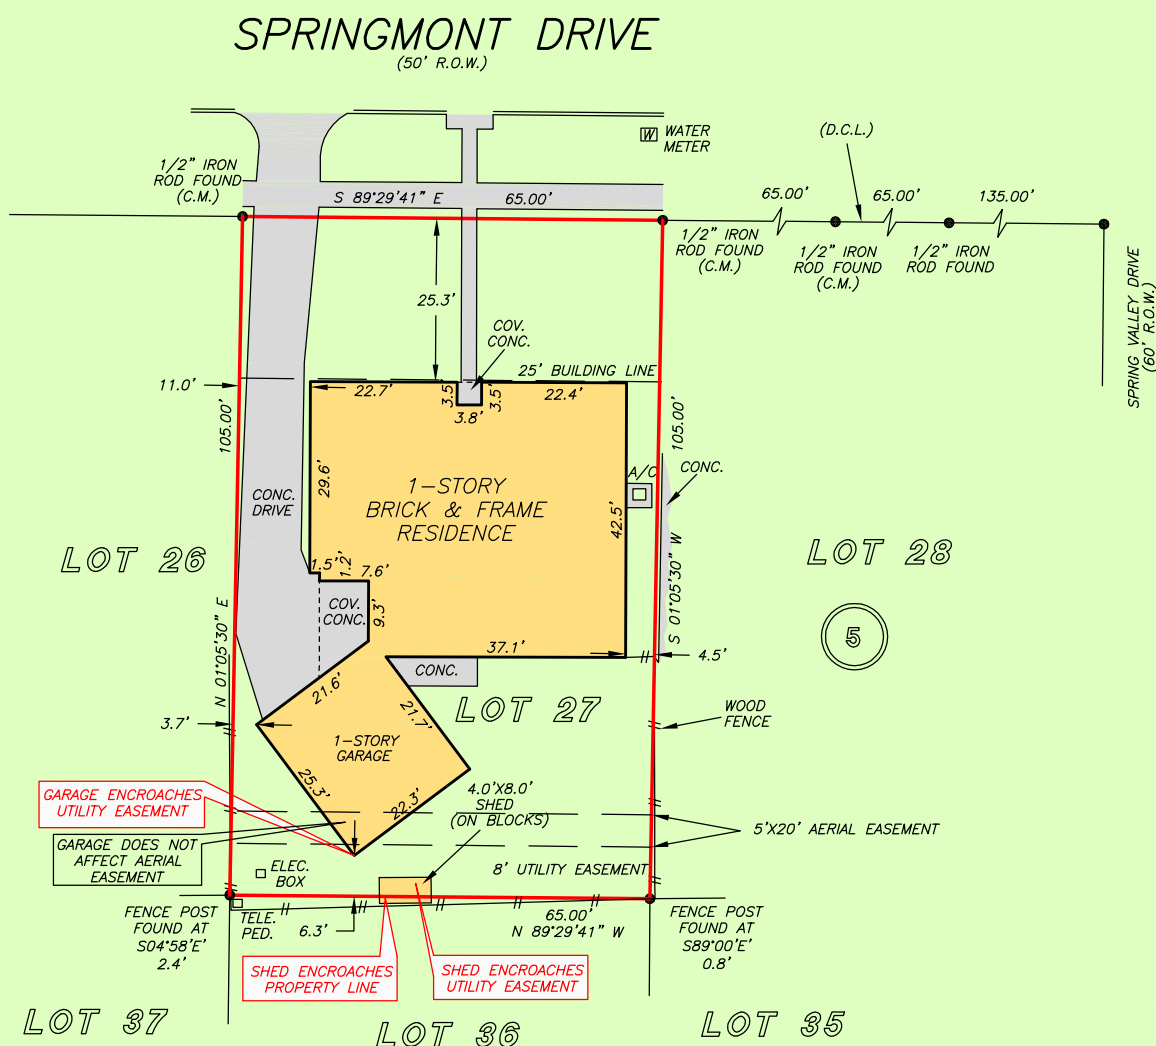 SPRINGMONT DRIVE
(50' R.O.W.)
W
WATER
METER
(D.C.L.)
1/2" IRON
ROD FOUND
(C.M.)
S 89°29'41" E
65.00'
65.00'
65.00'
135.00'
1/2" IRON
ROD FOUND
(C.M.)
1/2" IRON
ROD FOUND
(C.M.)
1/2" IRON
ROD FOUND
SPRING VALLEY DRIVE
(60' R.O.W.)
25.3'
COV.
CONC.
25' BUILDING LINE
11.0'
22.7'
3.5'
3.5'
3.8'
22.4'
105.00'
105.00'
29.6'
1-STORY
BRICK & FRAME
RESIDENCE
A/C
CONC.
CONC.
DRIVE
42.5'
LOT 26
LOT 28
1.5'
1.2'
7.6'
COV.
CONC.
9.3'
S 01°05'30" W
5
N 01°05'30" E
37.1'
4.5'
CONC.
21.6'
21.7'
LOT 27
3.7'
WOOD
FENCE
1-STORY
GARAGE
25.3'
22.3'
GARAGE ENCROACHES
UTILITY EASEMENT
4.0'X8.0'
SHED
(ON BLOCKS)
5'X20' AERIAL EASEMENT
GARAGE DOES NOT
AFFECT AERIAL
EASEMENT
ELEC.
BOX
8' UTILITY EASEMENT
FENCE POST
FOUND AT
S04°58'E'
2.4'
TELE.
PED.
6.3'
65.00'
N 89°29'41" W
FENCE POST
FOUND AT
S89°00'E'
0.8'
SHED ENCROACHES
PROPERTY LINE
SHED ENCROACHES
UTILITY EASEMENT
LOT 37
LOT 36
LOT 35